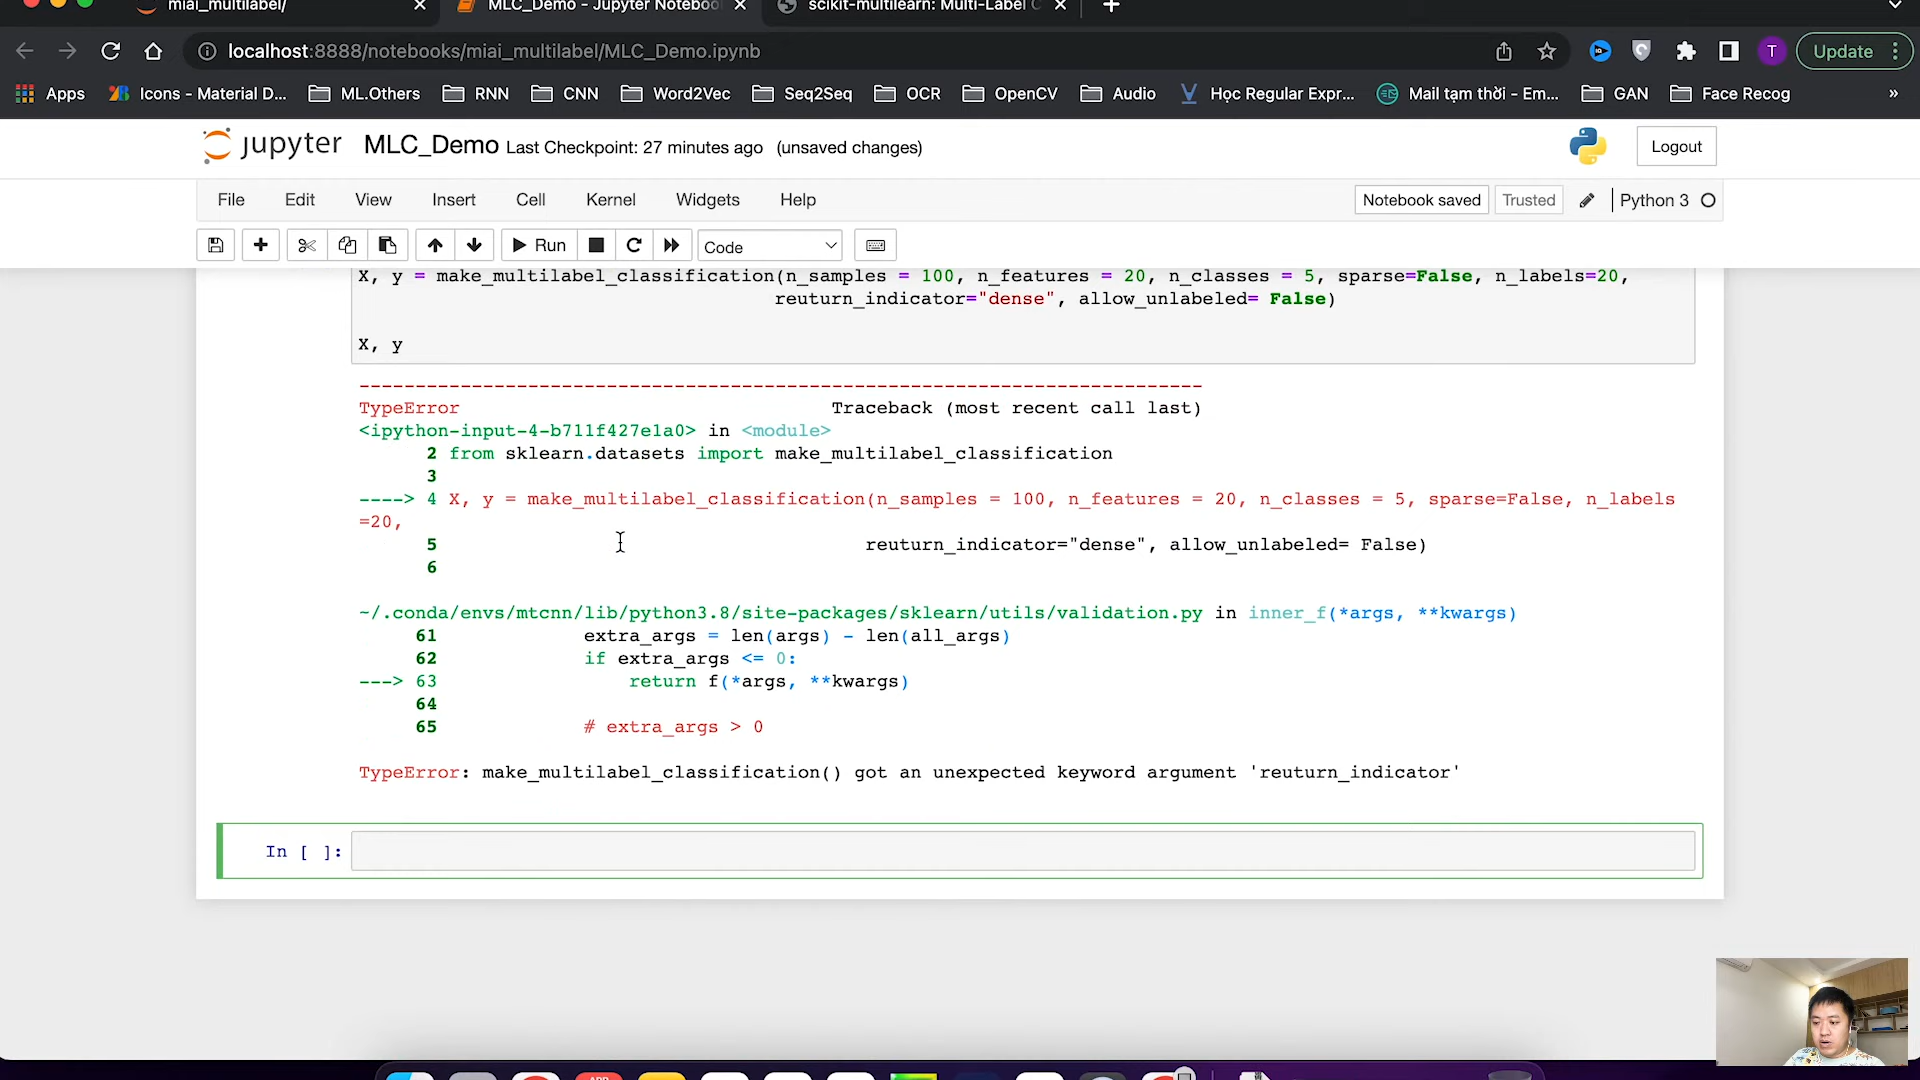 miai_multilabel/
MLC_Demo - Jupyter Noteboo
scikit-multilearn: Multi-Label C
localhost:8888/notebooks/miai_multilabel/MLC_Demo.ipynb
T
Update
Apps
Icons - Material D...
ML.Others
RNN
CNN
Word2Vec
Seq2Seq
OCR
OpenCV
Audio
Học Regular Expr...
Mail tạm thời - Em...
GAN
Face Recog
»
jupyter MLC_Demo Last Checkpoint: 27 minutes ago (unsaved changes)
Logout
File Edit View Insert Cell Kernel Widgets Help
Notebook saved
Trusted
Python 3
Run
Code
X, y = make_multilabel_classification(n_samples = 100, n_features = 20, n_classes = 5, sparse=False, n_labels=20,
reuturn_indicator="dense", allow_unlabeled= False)
X, y
---------------------------------------------------------------------------
TypeError Traceback (most recent call last)
<ipython-input-4-b711f427e1a0> in <module>
2 from sklearn.datasets import make_multilabel_classification
3
----> 4 X, y = make_multilabel_classification(n_samples = 100, n_features = 20, n_classes = 5, sparse=False, n_labels
=20,
5 reuturn_indicator="dense", allow_unlabeled= False)
6
~/.conda/envs/mtcnn/lib/python3.8/site-packages/sklearn/utils/validation.py in inner_f(*args, **kwargs)
61 extra_args = len(args) - len(all_args)
62 if extra_args <= 0:
---> 63 return f(*args, **kwargs)
64
65 # extra_args > 0
TypeError: make_multilabel_classification() got an unexpected keyword argument 'reuturn_indicator'
In [ ]: